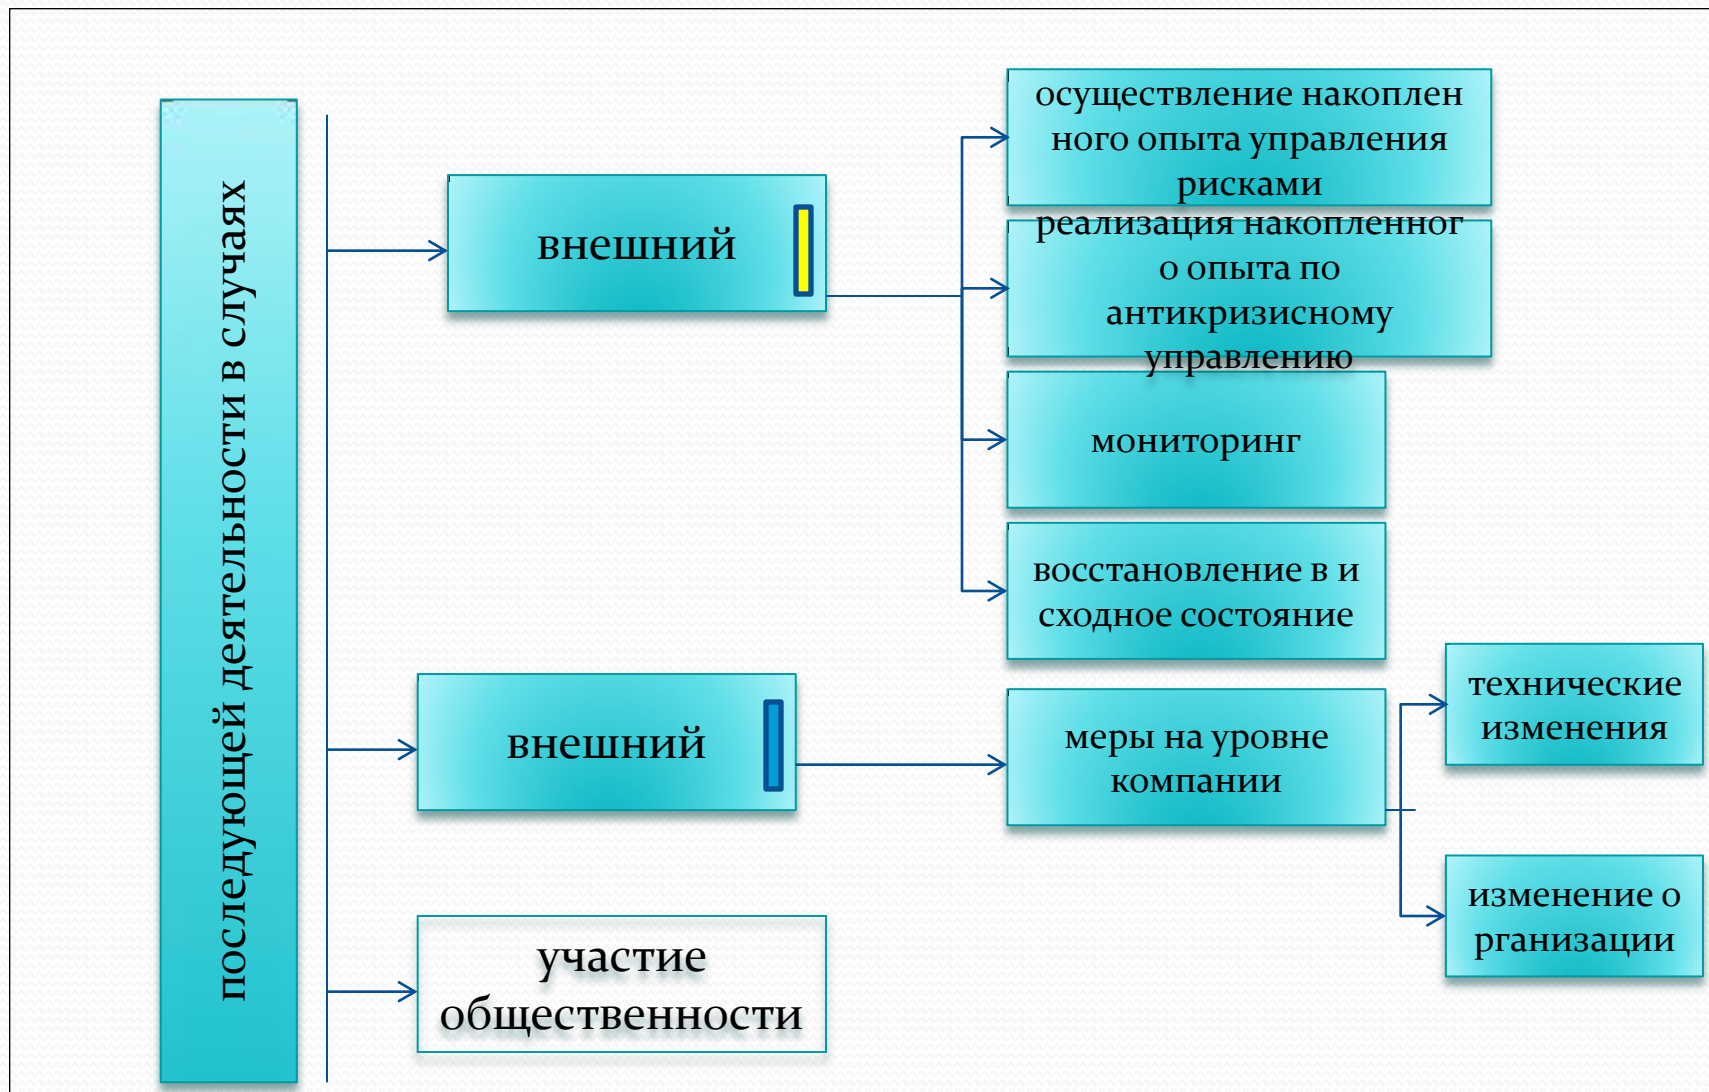 последующей деятельности в случаях
внешний
осуществление накоплен
ного опыта управления
рисками
реализация накопленног
о опыта по
антикризисному
управлению
мониторинг
восстановление в и
сходное состояние
внешний
меры на уровне
компании
технические
изменения
изменение о
рганизации
участие
общественности